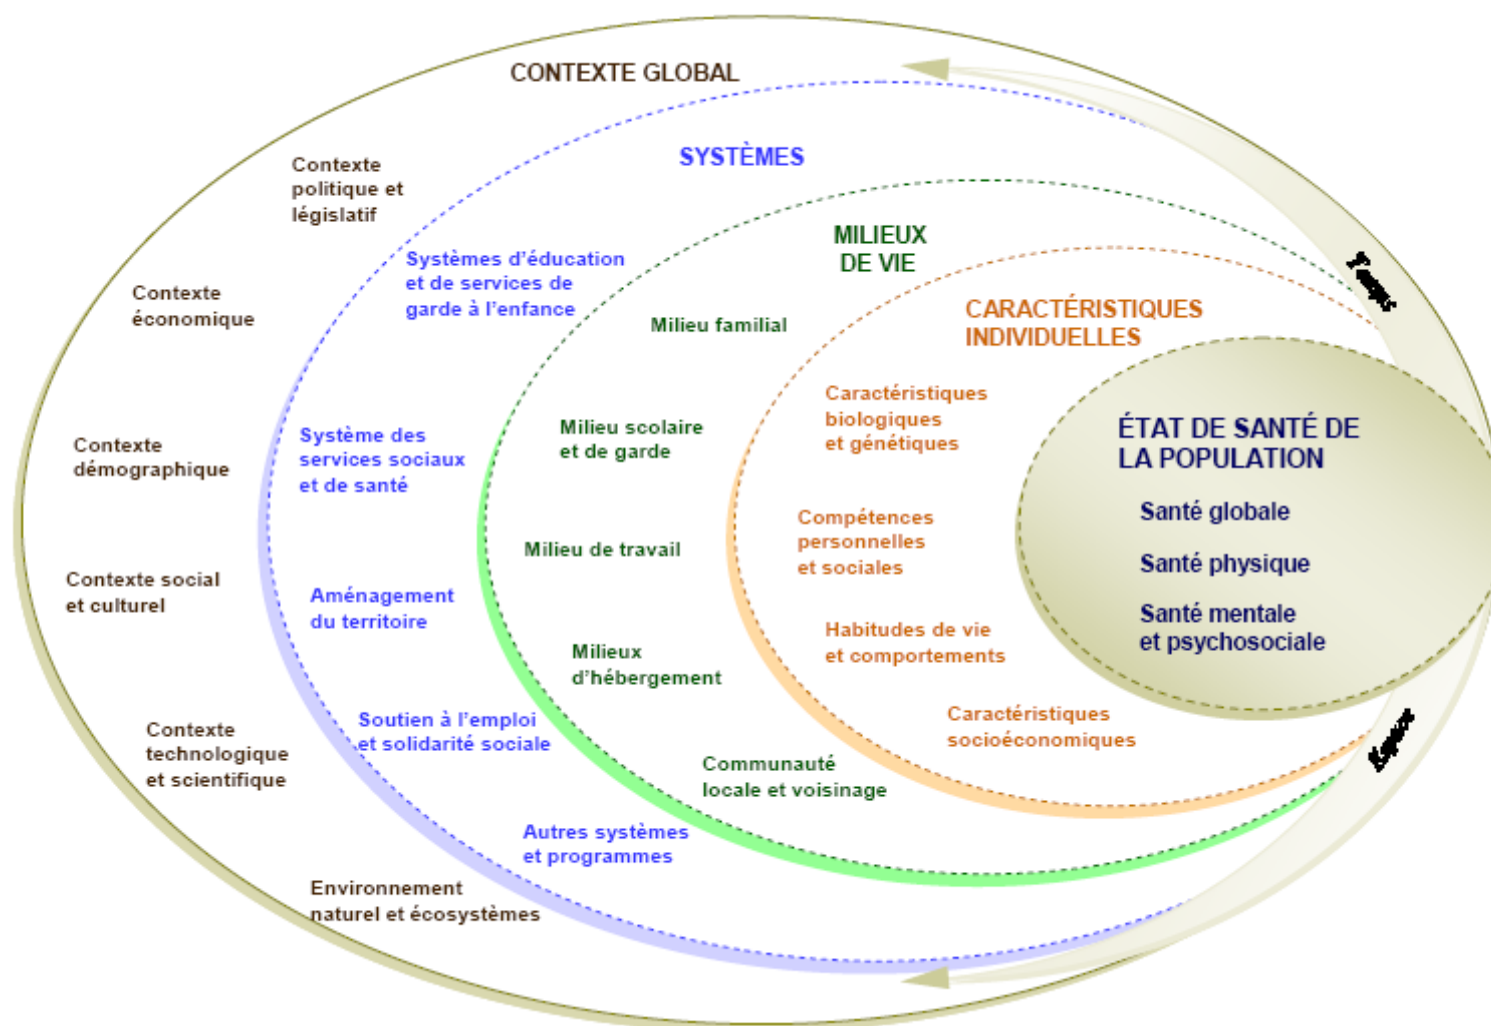 CONTEXTE GLOBAL
Contexte
politique et
législatif
Contexte
économique
Contexte
démographique
Contexte social
et culturel
Contexte
technologique
et scientifique
Environnement
naturel et écosystèmes
SYSTÈMES
Systèmes d'éducation
et de services de
garde à l'enfance
Système des
services sociaux
et de santé
Aménagement
du territoire
Soutien à l'emploi
et solidarité sociale
Autres systèmes
et programmes
MILIEUX
DE VIE
Milieu familial
Milieu scolaire
et de garde
Milieu de travail
Milieux
d'hébergement
Communauté
locale et voisinage
CARACTÉRISTIQUES
INDIVIDUELLES
Caractéristiques
biologiques
et génétiques
Compétences
personnelles
et sociales
Habitudes de vie
et comportements
Caractéristiques
socioéconomiques
ÉTAT DE SANTÉ DE
LA POPULATION
Santé globale
Santé physique
Santé mentale
et psychosociale
Temps
Espace